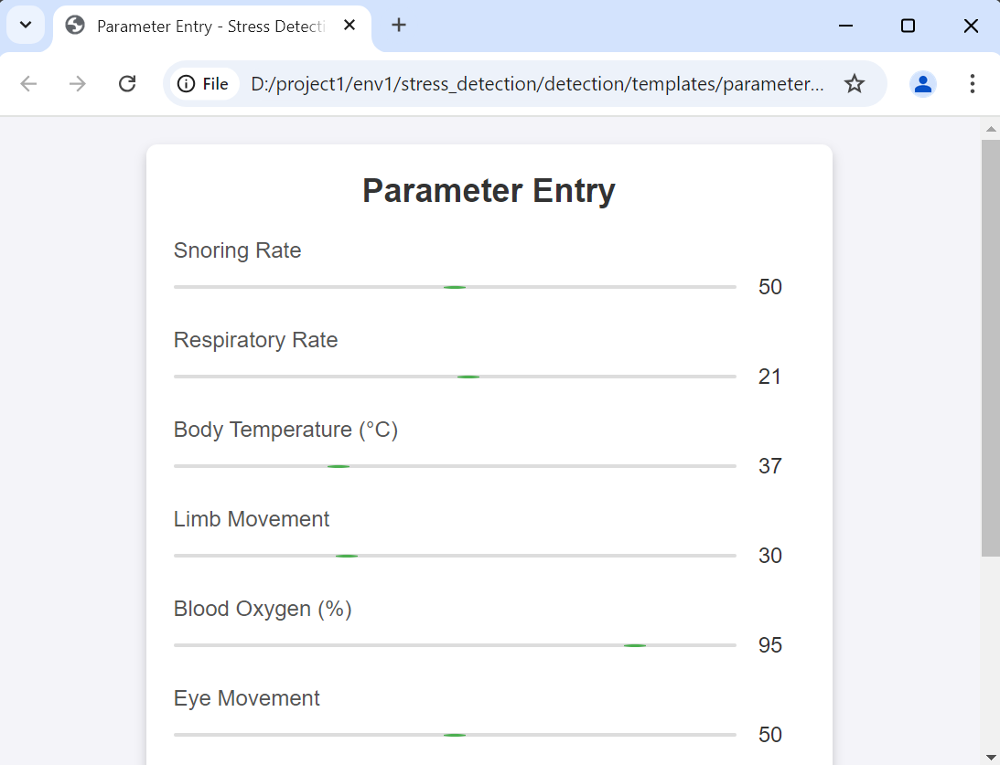 Parameter Entry - Stress Detecti
File
D:/project1/env1/stress_detection/detection/templates/parameter...
Parameter Entry
Snoring Rate
50
Respiratory Rate
21
Body Temperature (°C)
37
Limb Movement
30
Blood Oxygen (%)
95
Eye Movement
50